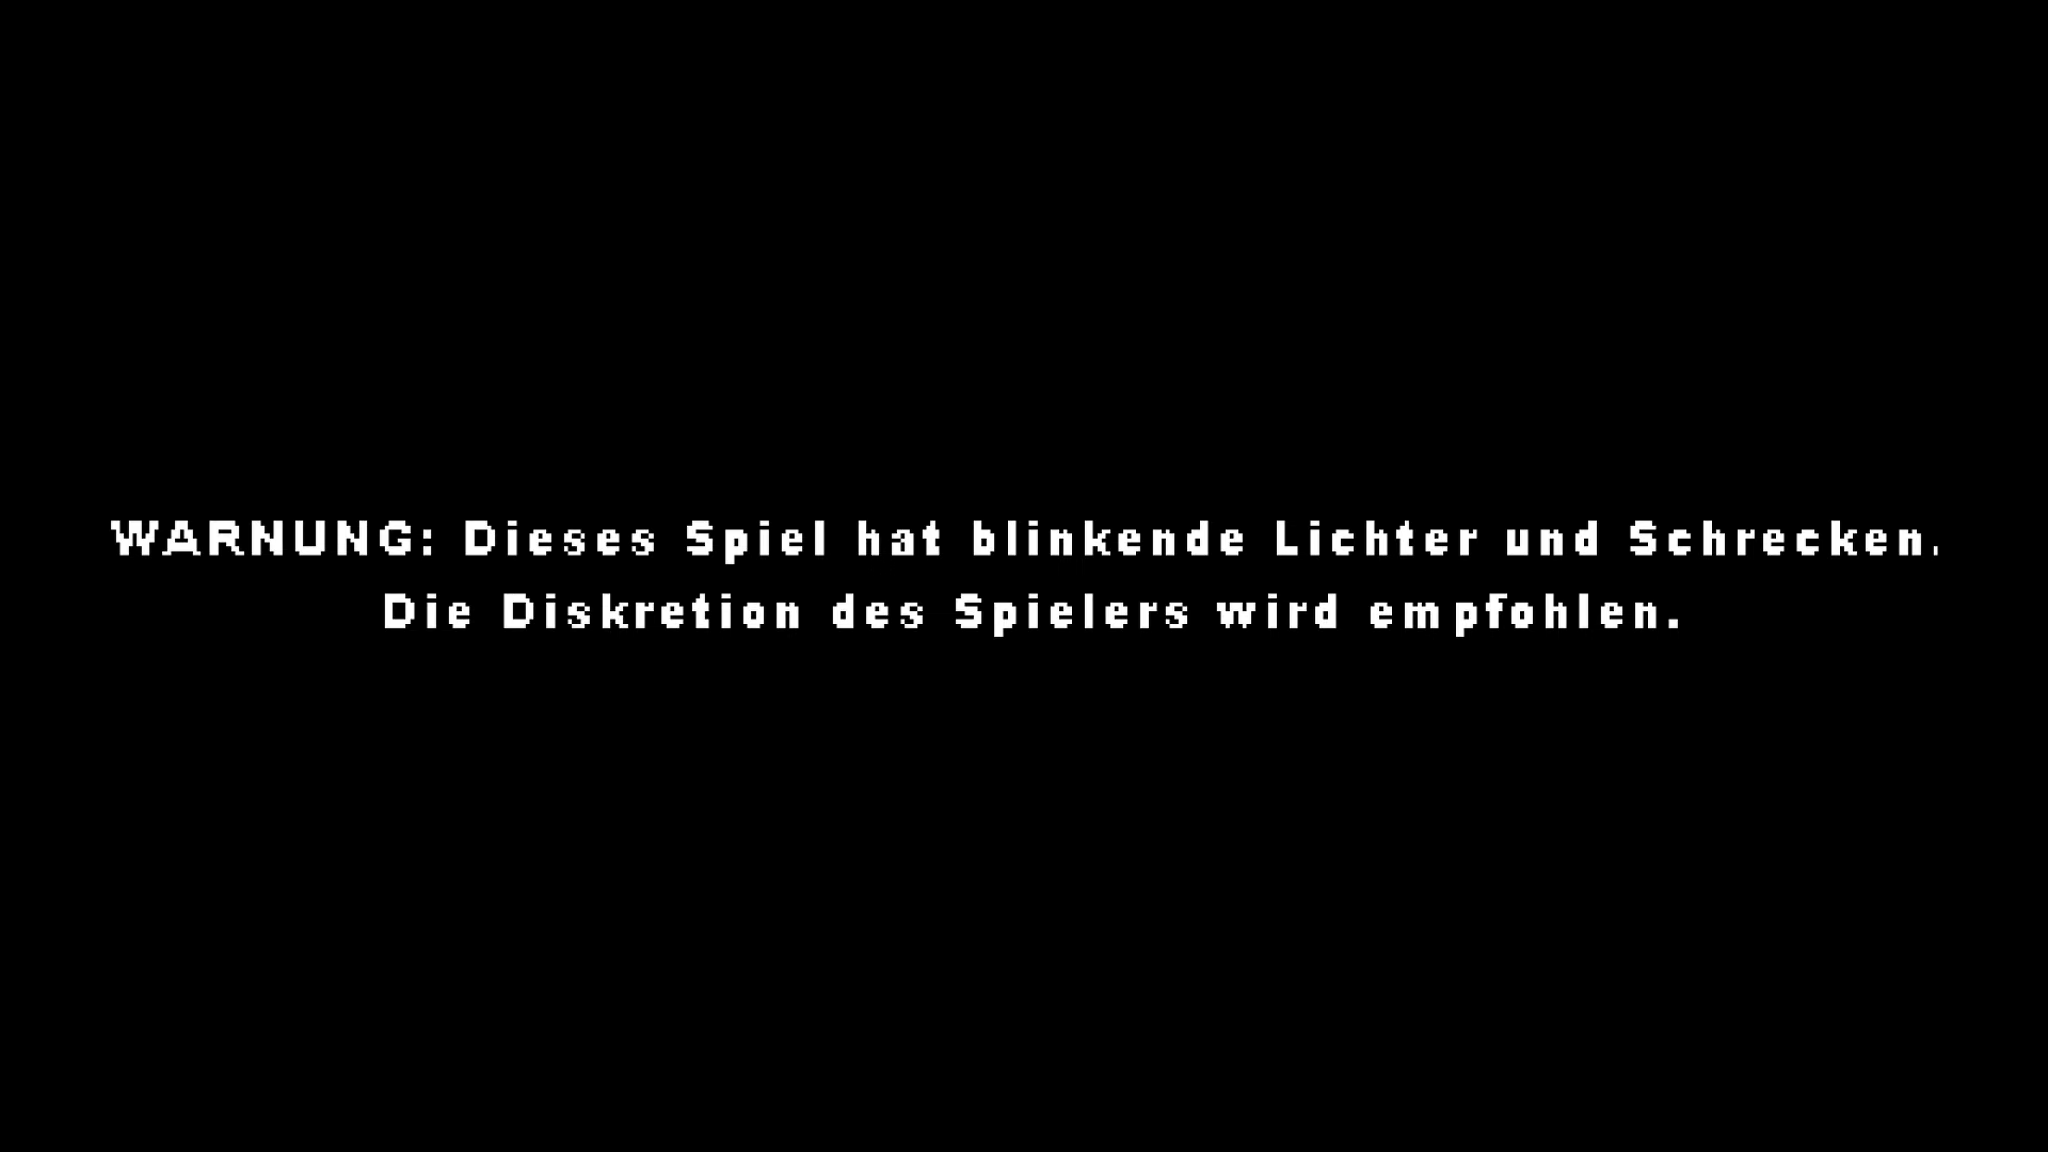 WARNUNG: Dieses Spiel hat blinkende Lichter und Schrecken.
Die Diskretion des Spielers wird empfohlen.